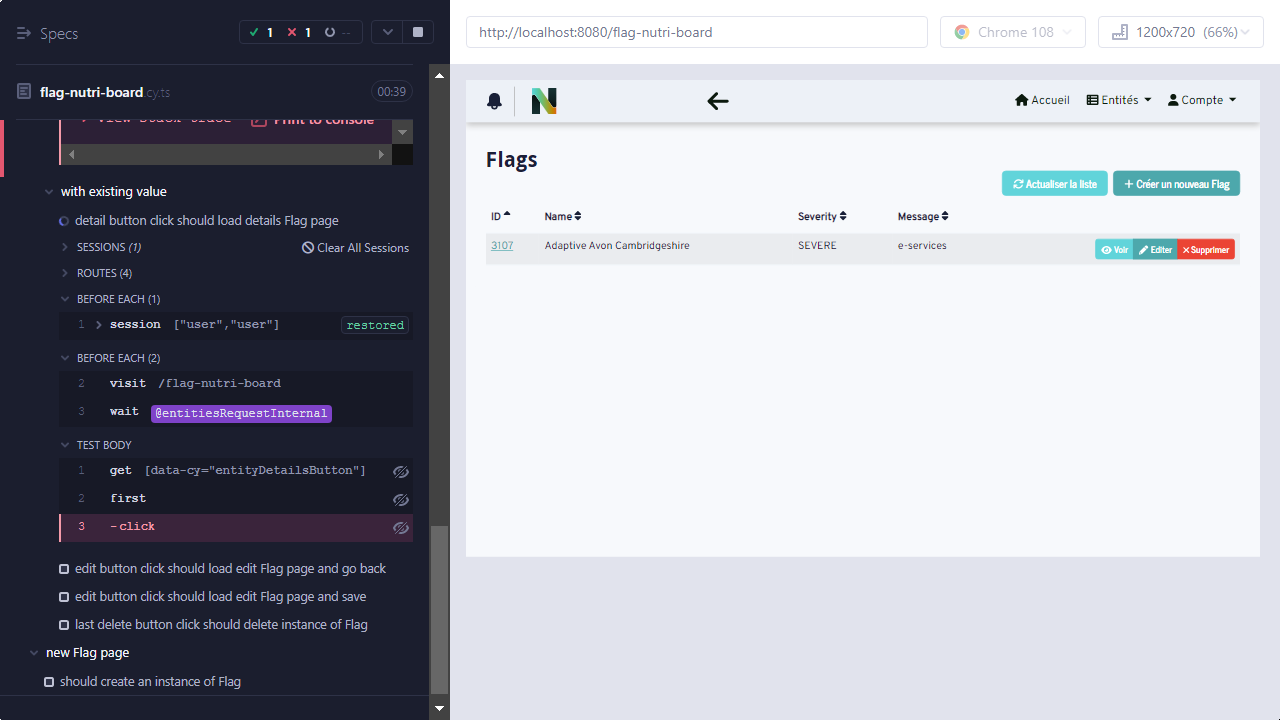 Specs
1 1 --
flag-nutri-board.cy.ts
00:39
Print to console
with existing value
detail button click should load details Flag page
SESSIONS (1)
Clear All Sessions
ROUTES (4)
BEFORE EACH (1)
1 session ["user","user"] restored
BEFORE EACH (2)
2 visit /flag-nutri-board
3 wait @entitiesRequestInternal
TEST BODY
1 get [data-cy="entityDetailsButton"]
2 first
3 -click
edit button click should load edit Flag page and go back
edit button click should load edit Flag page and save
last delete button click should delete instance of Flag
new Flag page
should create an instance of Flag
http://localhost:8080/flag-nutri-board
Chrome 108
1200x720 (66%)
N
Accueil
Entités
Compte
Flags
Actualiser la liste
+ Créer un nouveau Flag
ID Name Severity Message
3107 Adaptive Avon Cambridgeshire SEVERE e-services
Voir Editer Supprimer